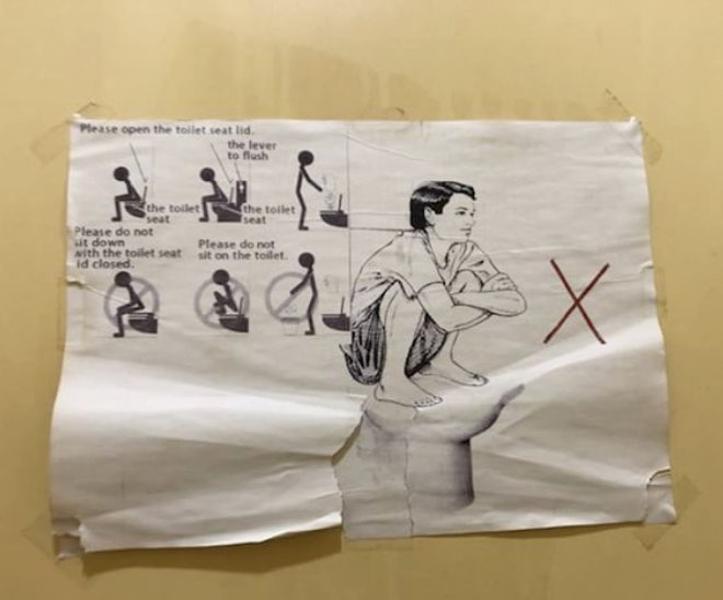 Please open the toilet seat lid.
the lever
to flush
the toilet
seat
the toilet
seat
Please do not
sit down
with the toilet seat
id closed.
Please do not
sit on the toilet.